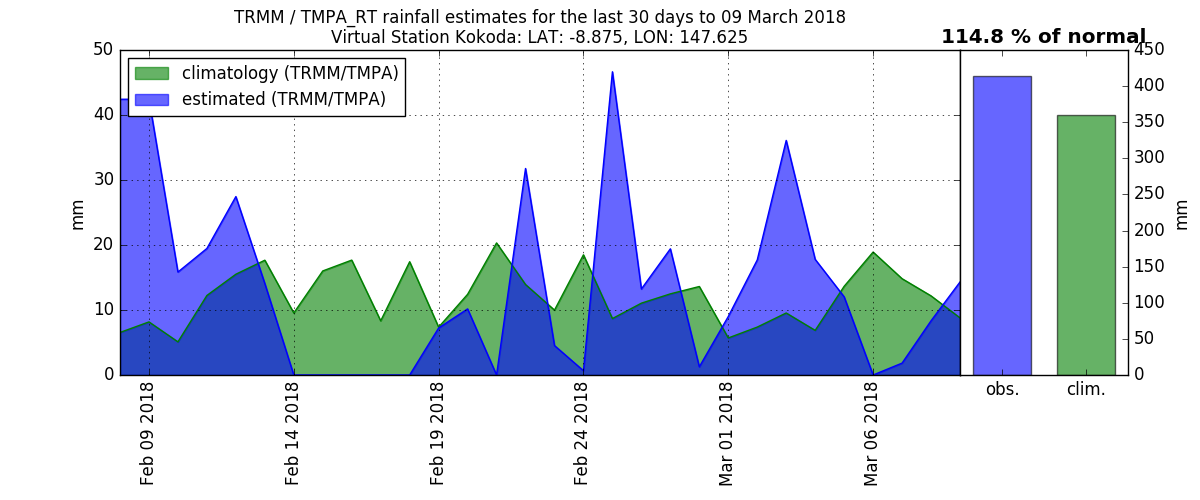 TRMM / TMPA_RT rainfall estimates for the last 30 days to 09 March 2018
Virtual Station Kokoda: LAT: -8.875, LON: 147.625
114.8 % of normal
climatology (TRMM/TMPA)
estimated (TRMM/TMPA)
50
40
30
20
10
0
mm
Feb 09 2018
Feb 14 2018
Feb 19 2018
Feb 24 2018
Mar 01 2018
Mar 06 2018
obs.
clim.
450
400
350
300
250
200
150
100
50
0
mm